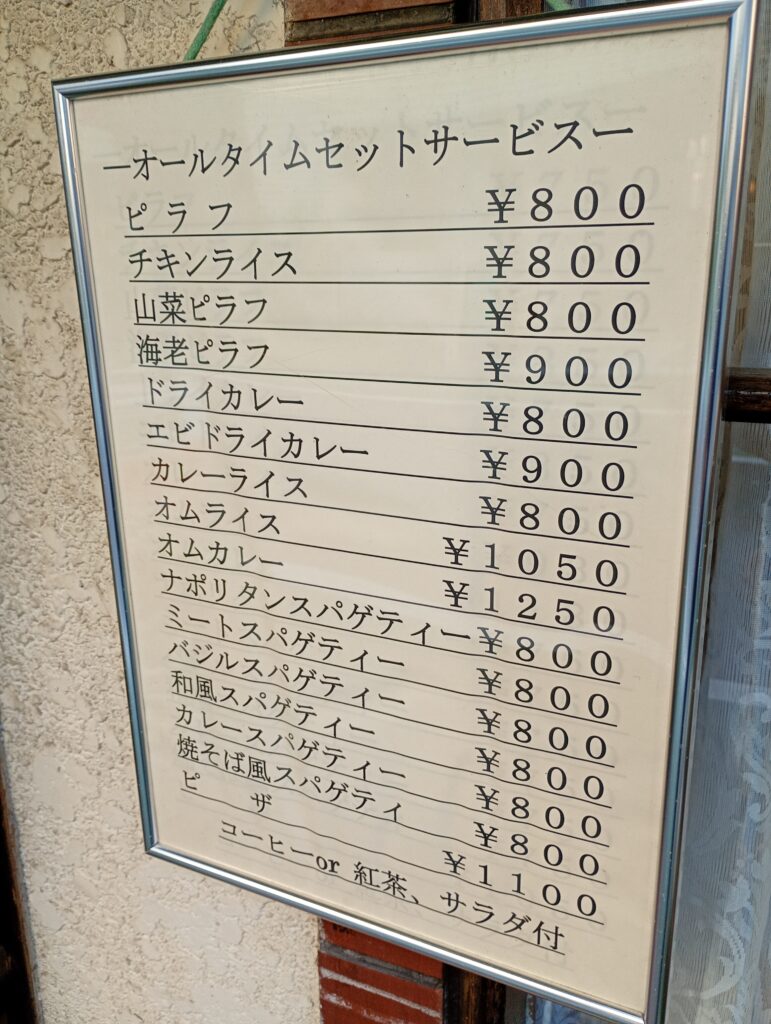 ーオールタイムセットサービスー
ピラフ ¥８００
チキンライス ¥８００
山菜ピラフ ¥８００
海老ピラフ ¥９００
ドライカレー ¥８００
エビドライカレー ¥９００
カレーライス ¥８００
オムライス ¥１０５０
オムカレー ¥１２５０
ナポリタンスパゲティー ¥８００
ミートスパゲティー ¥８００
バジルスパゲティー ¥８００
和風スパゲティー ¥８００
カレースパゲティー ¥８００
焼そば風スパゲティ ¥８００
ピ　ザ ¥１１００
コーヒーor 紅茶、サラダ付